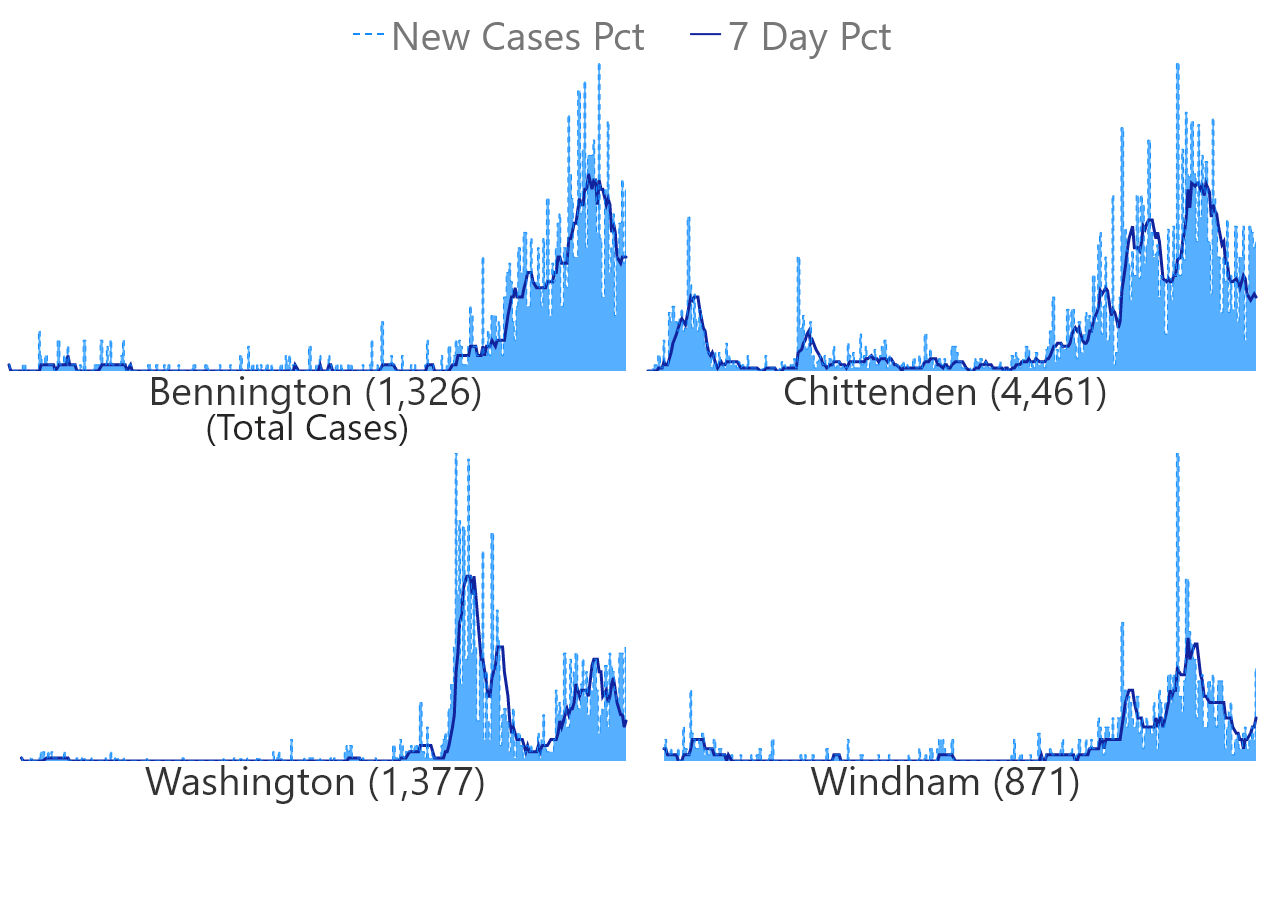 New Cases Pct 7 Day Pct
Bennington (1,326)
(Total Cases)
Chittenden (4,461)
Washington (1,377)
Windham (871)